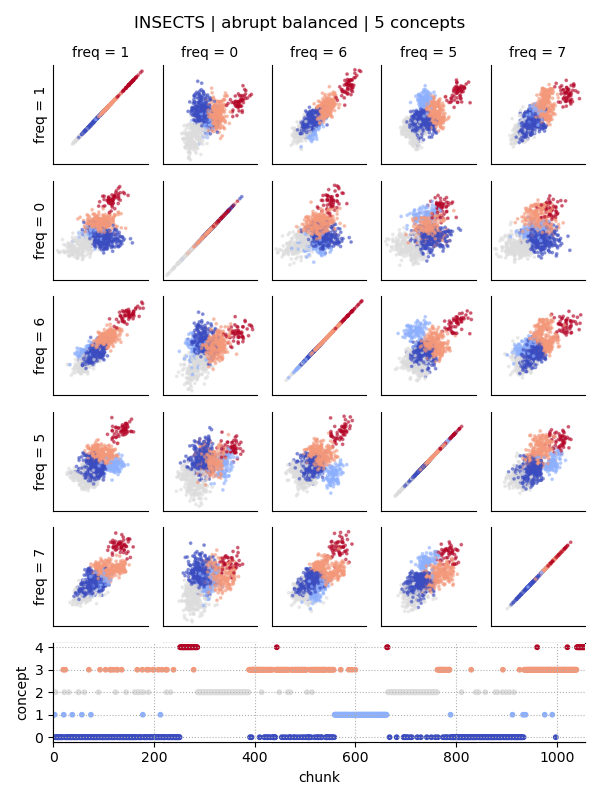 INSECTS | abrupt balanced | 5 concepts
freq = 1
freq = 0
freq = 6
freq = 5
freq = 7
freq = 1
freq = 0
freq = 6
freq = 5
freq = 7
4
3
2
1
0
concept
0
200
400
600
800
1000
chunk